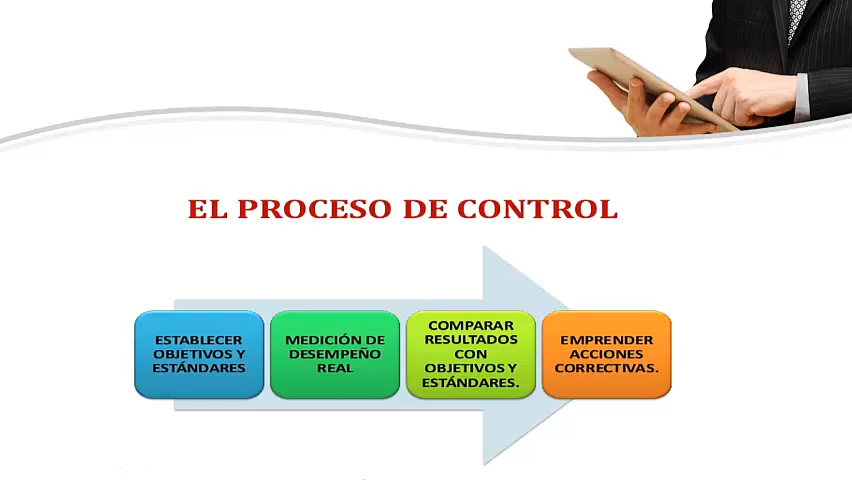 EL PROCESO DE CONTROL
ESTABLECER
OBJETIVOS Y
ESTÁNDARES
MEDICIÓN DE
DESEMPEÑO
REAL
COMPARAR
RESULTADOS
CON
OBJETIVOS Y
ESTÁNDARES.
EMPRENDER
ACCIONES
CORRECTIVAS.